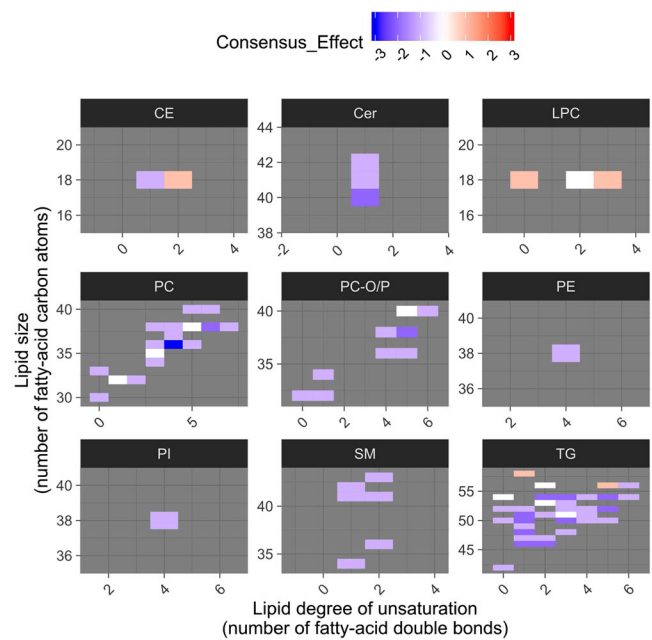 Consensus_Effect
-3 -2 -1 0 1 2 3
CE Cer LPC
20 18 16
0 2 4
44 42 40 38
-2 0 2 4
20 18 16
0 2 4
PC PC-O/P PE
40 35 30
0 5
40 35
0 2 4 6
40 38 36
2 4 6
PI SM TG
40 38 36
2 4 6
40 35
0 2 4
55 50 45
0 2 4 6
Lipid size
(number of fatty-acid carbon atoms)
Lipid degree of unsaturation
(number of fatty-acid double bonds)